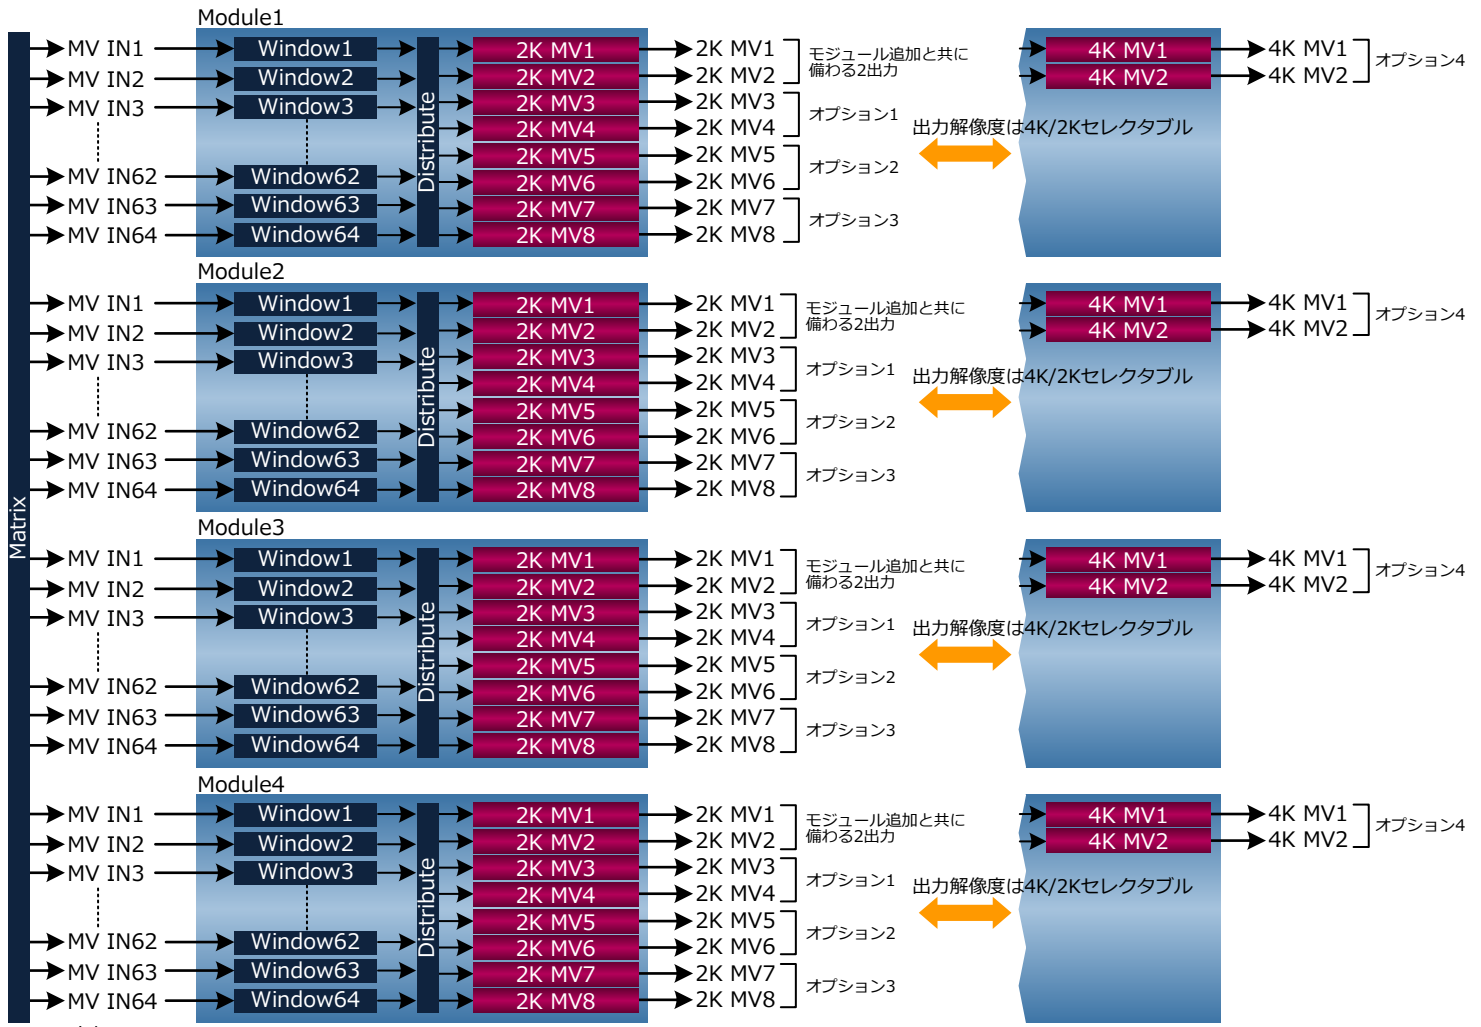 Matrix
Module1
MV IN1
MV IN2
MV IN3
MV IN62
MV IN63
MV IN64
Window1
Window2
Window3
Window62
Window63
Window64
Distribute
2K MV1
2K MV2
2K MV3
2K MV4
2K MV5
2K MV6
2K MV7
2K MV8
2K MV1
2K MV2
2K MV3
2K MV4
2K MV5
2K MV6
2K MV7
2K MV8
モジュール追加と共に
備わる2出力
オプション1
オプション2
オプション3
出力解像度は4K/2Kセレクタブル
4K MV1
4K MV2
4K MV1
4K MV2
オプション4
Module2
MV IN1
MV IN2
MV IN3
MV IN62
MV IN63
MV IN64
Window1
Window2
Window3
Window62
Window63
Window64
Distribute
2K MV1
2K MV2
2K MV3
2K MV4
2K MV5
2K MV6
2K MV7
2K MV8
2K MV1
2K MV2
2K MV3
2K MV4
2K MV5
2K MV6
2K MV7
2K MV8
モジュール追加と共に
備わる2出力
オプション1
オプション2
オプション3
出力解像度は4K/2Kセレクタブル
4K MV1
4K MV2
4K MV1
4K MV2
オプション4
Module3
MV IN1
MV IN2
MV IN3
MV IN62
MV IN63
MV IN64
Window1
Window2
Window3
Window62
Window63
Window64
Distribute
2K MV1
2K MV2
2K MV3
2K MV4
2K MV5
2K MV6
2K MV7
2K MV8
2K MV1
2K MV2
2K MV3
2K MV4
2K MV5
2K MV6
2K MV7
2K MV8
モジュール追加と共に
備わる2出力
オプション1
オプション2
オプション3
出力解像度は4K/2Kセレクタブル
4K MV1
4K MV2
4K MV1
4K MV2
オプション4
Module4
MV IN1
MV IN2
MV IN3
MV IN62
MV IN63
MV IN64
Window1
Window2
Window3
Window62
Window63
Window64
Distribute
2K MV1
2K MV2
2K MV3
2K MV4
2K MV5
2K MV6
2K MV7
2K MV8
2K MV1
2K MV2
2K MV3
2K MV4
2K MV5
2K MV6
2K MV7
2K MV8
モジュール追加と共に
備わる2出力
オプション1
オプション2
オプション3
出力解像度は4K/2Kセレクタブル
4K MV1
4K MV2
4K MV1
4K MV2
オプション4